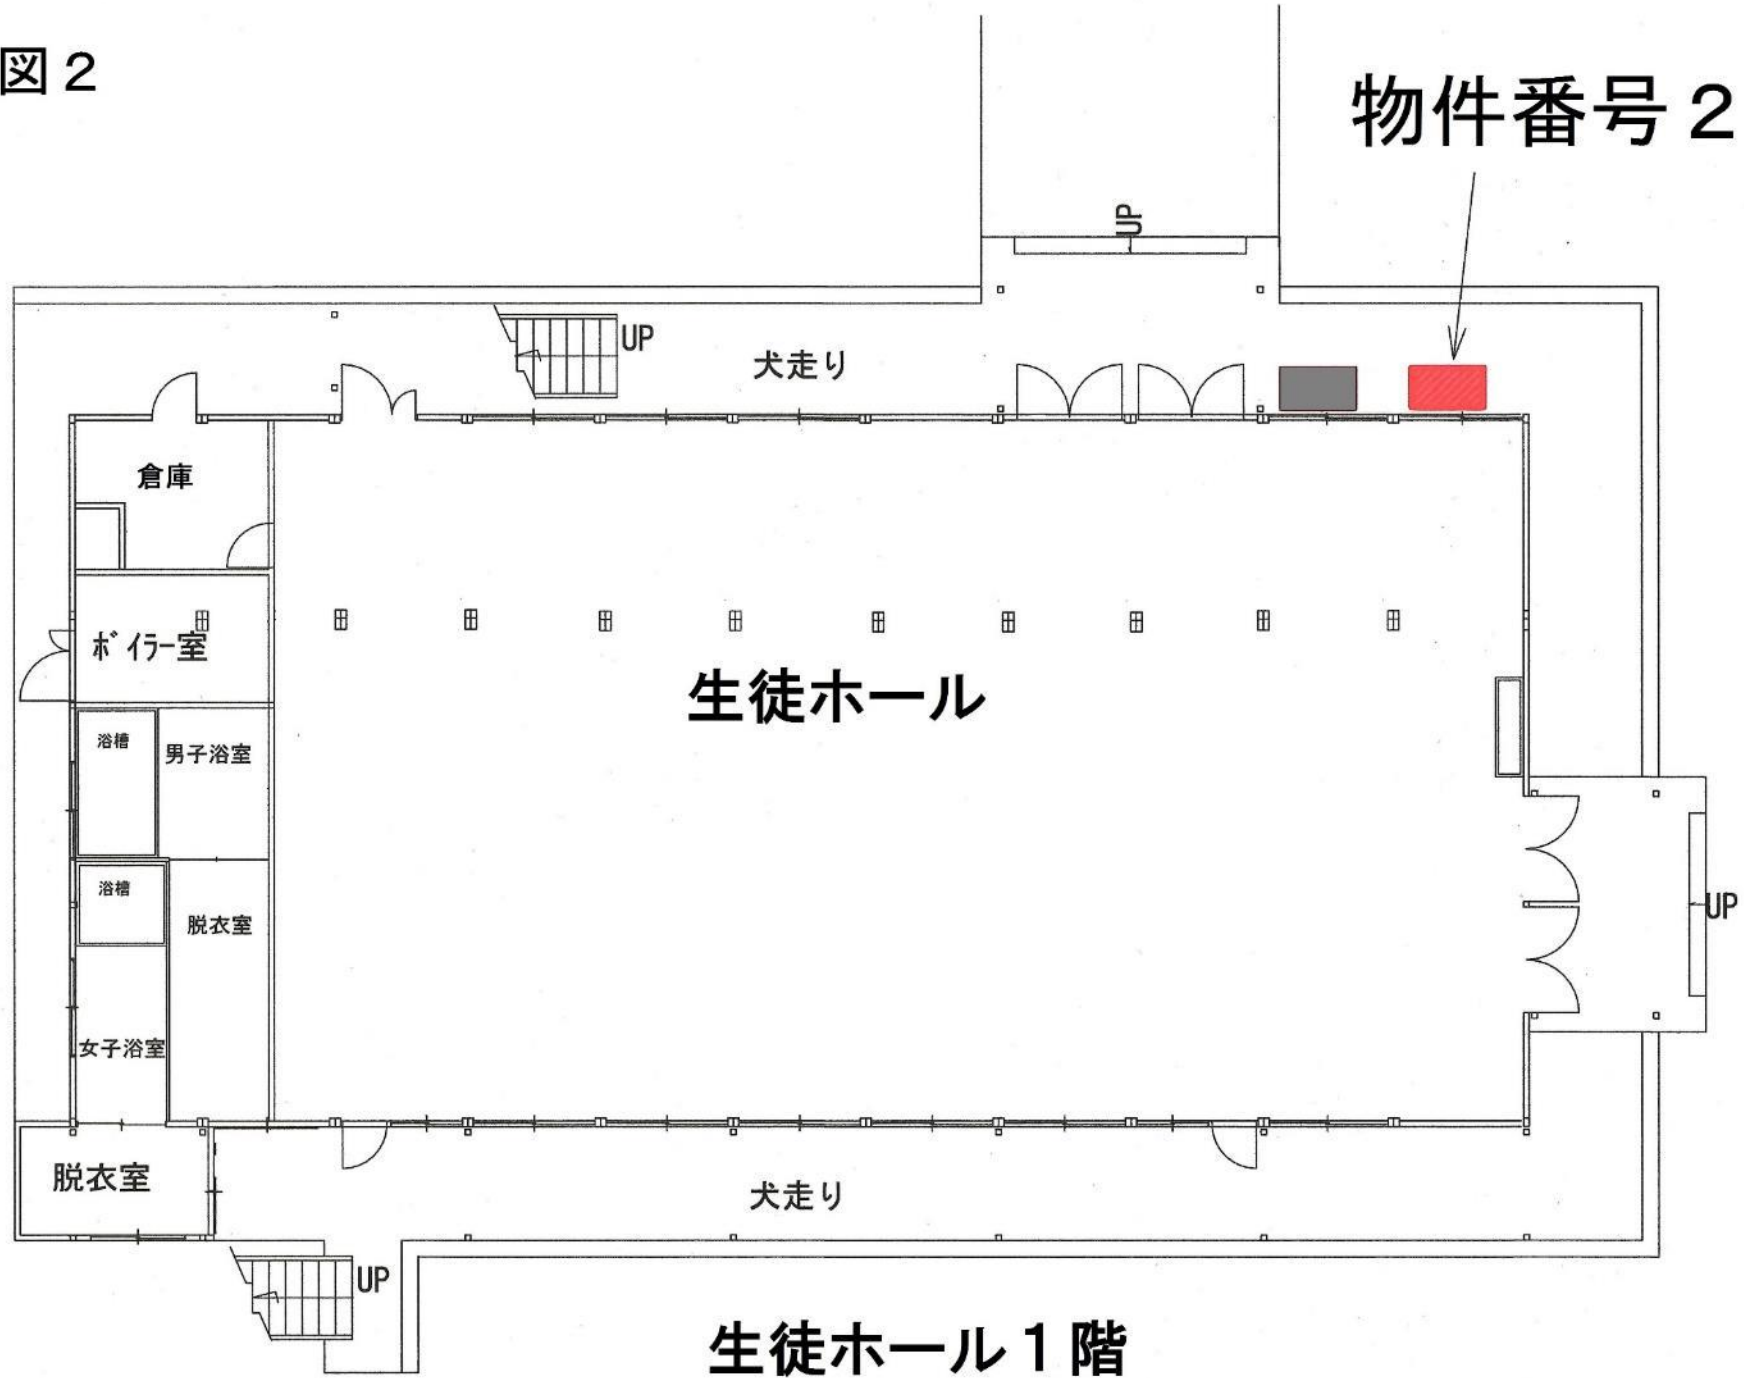 図２
物件番号２
UP
UP
犬走り
倉庫
ﾎﾞｲﾗｰ室
生徒ホール
浴槽
男子浴室
浴槽
脱衣室
UP
女子浴室
脱衣室
犬走り
UP
生徒ホール１階